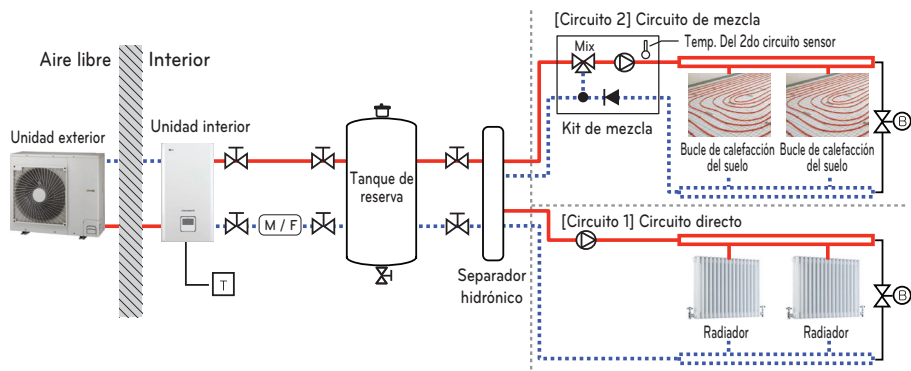 [Circuito 2] Circuito de mezcla
Mix
Temp. Del 2do circuito sensor
Aire libre
Interior
Kit de mezcla
Unidad exterior
Unidad interior
Bucle de calefacción
del suelo
Bucle de calefacción
del suelo
B
Tanque de
reserva
M / F
[Circuito 1] Circuito directo
Separador
hidrónico
T
B
Radiador
Radiador